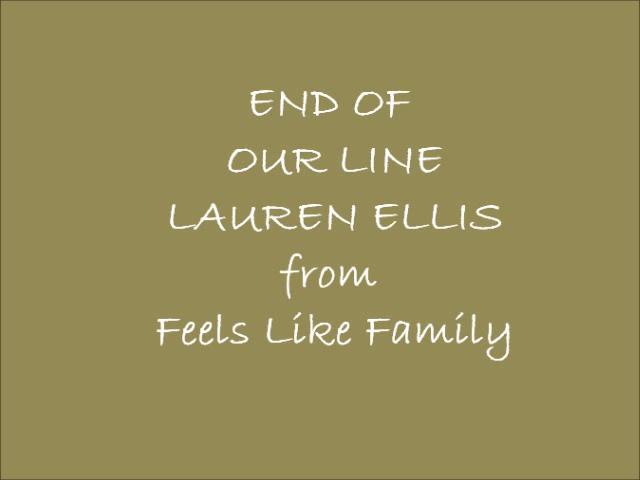 END OF
OUR LINE
LAUREN ELLIS
from
Feels Like Family